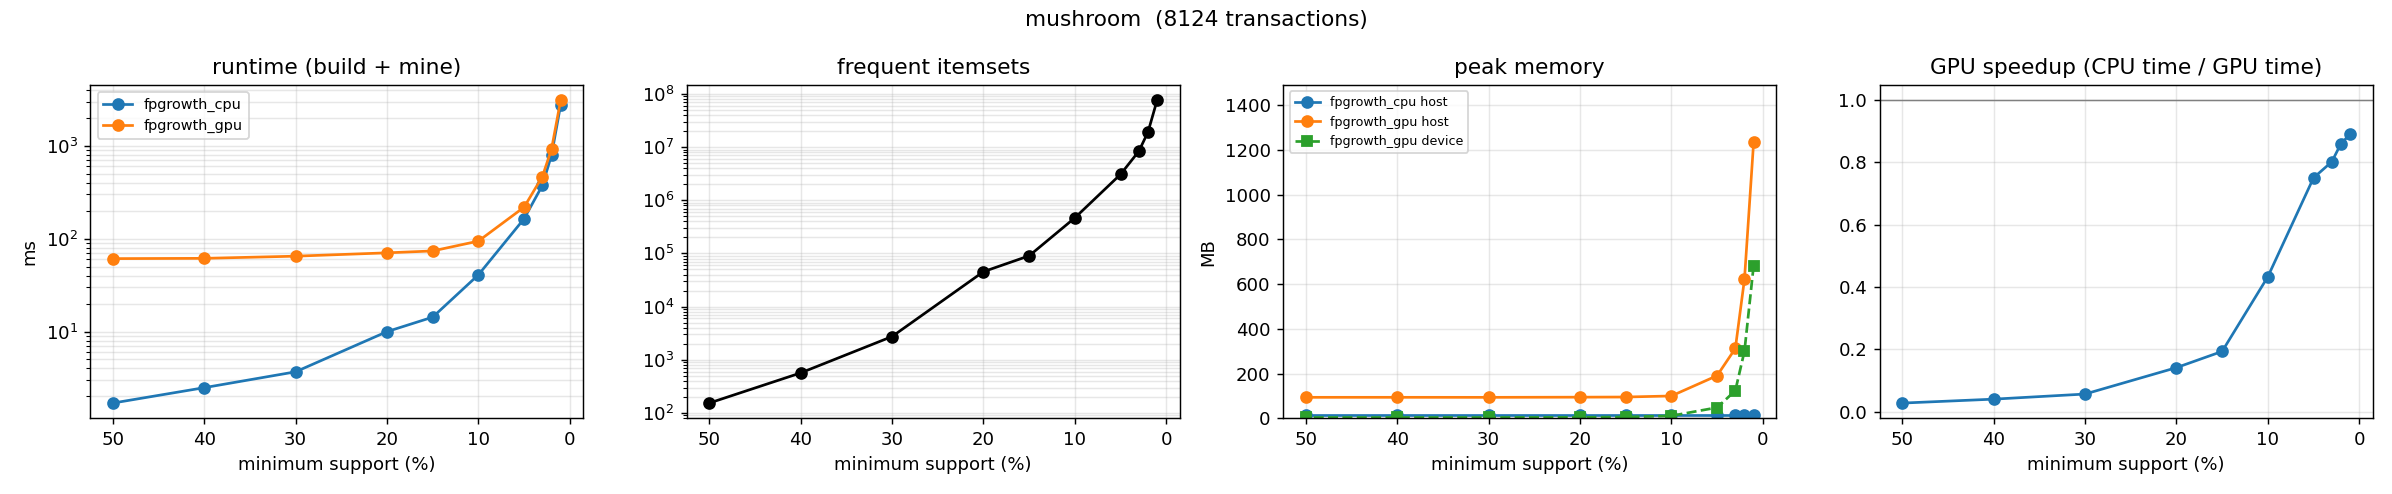 mushroom  (8124 transactions)
runtime (build + mine)
fpgrowth_cpu
fpgrowth_gpu
ms
10³
10²
10¹
50 40 30 20 10 0
minimum support (%)
frequent itemsets
10⁸
10⁷
10⁶
10⁵
10⁴
10³
10²
50 40 30 20 10 0
minimum support (%)
peak memory
fpgrowth_cpu host
fpgrowth_gpu host
fpgrowth_gpu device
MB
1400
1200
1000
800
600
400
200
0
50 40 30 20 10 0
minimum support (%)
GPU speedup (CPU time / GPU time)
1.0
0.8
0.6
0.4
0.2
0.0
50 40 30 20 10 0
minimum support (%)